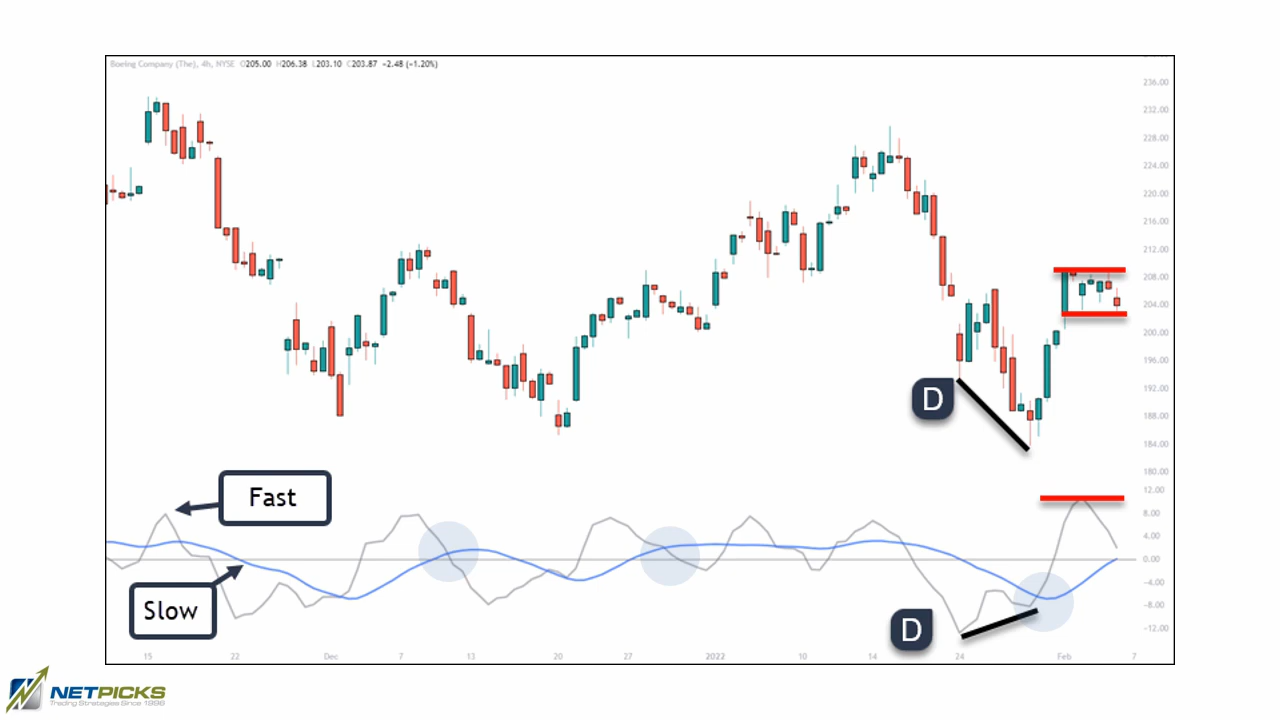 Boeing Company (The), 4h, NYSE O205.00 H206.38 L203.10 C203.87 -2.48 (-1.20%)
236.00
232.00
228.00
224.00
220.00
216.00
212.00
208.00
204.00
200.00
196.00
192.00
188.00
184.00
180.00
D
Fast
12.00
8.00
4.00
0.00
-4.00
-8.00
-12.00
Slow
D
15 22 Dec 7 13 20 27 2022 10 14 24 Feb 7
NETPICKS
Trading Strategies Since 1996